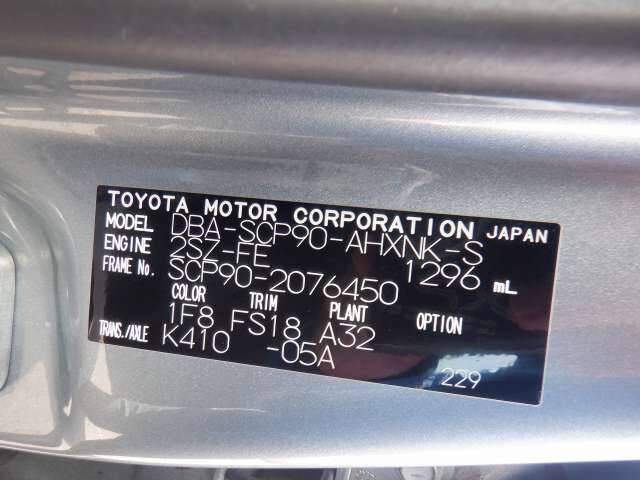 TOYOTA MOTOR CORPORATION JAPAN
MODEL DBA-SCP90-AHXNK-S
ENGINE 2SZ-FE 1296 mL
FRAME No. SCP90-2076450
COLOR TRIM PLANT OPTION
1F8 FS18 A32
TRANS./AXLE K410 -05A
229